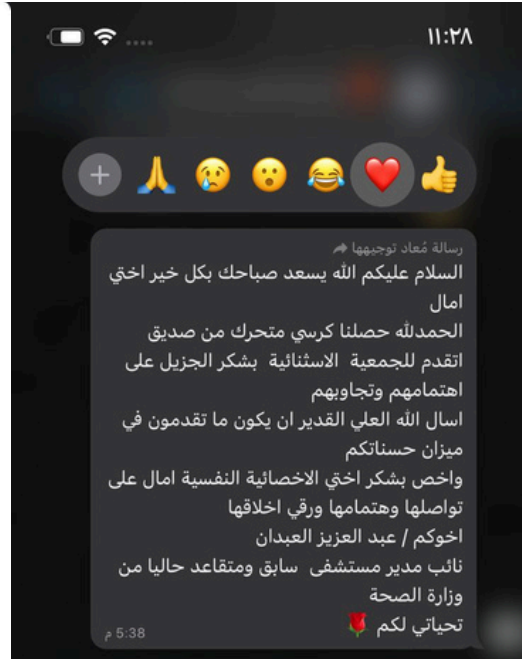 ١١:٢٨
رسالة مُعاد توجيهها
السلام عليكم الله يسعد صباحك بكل خير اختي
امال
الحمدلله حصلنا كرسي متحرك من صديق
اتقدم للجمعية الاسثنائية بشكر الجزيل على
اهتمامهم وتجاوبهم
اسال الله العلي القدير ان يكون ما تقدمون في
ميزان حسناتكم
واخص بشكر اختي الاخصائية النفسية امال على
تواصلها وهتمامها ورقي اخلاقها
اخوكم / عبد العزيز العبدان
نائب مدير مستشفى سابق ومتقاعد حاليا من
وزارة الصحة
تحياتي لكم 🌹
5:38 م